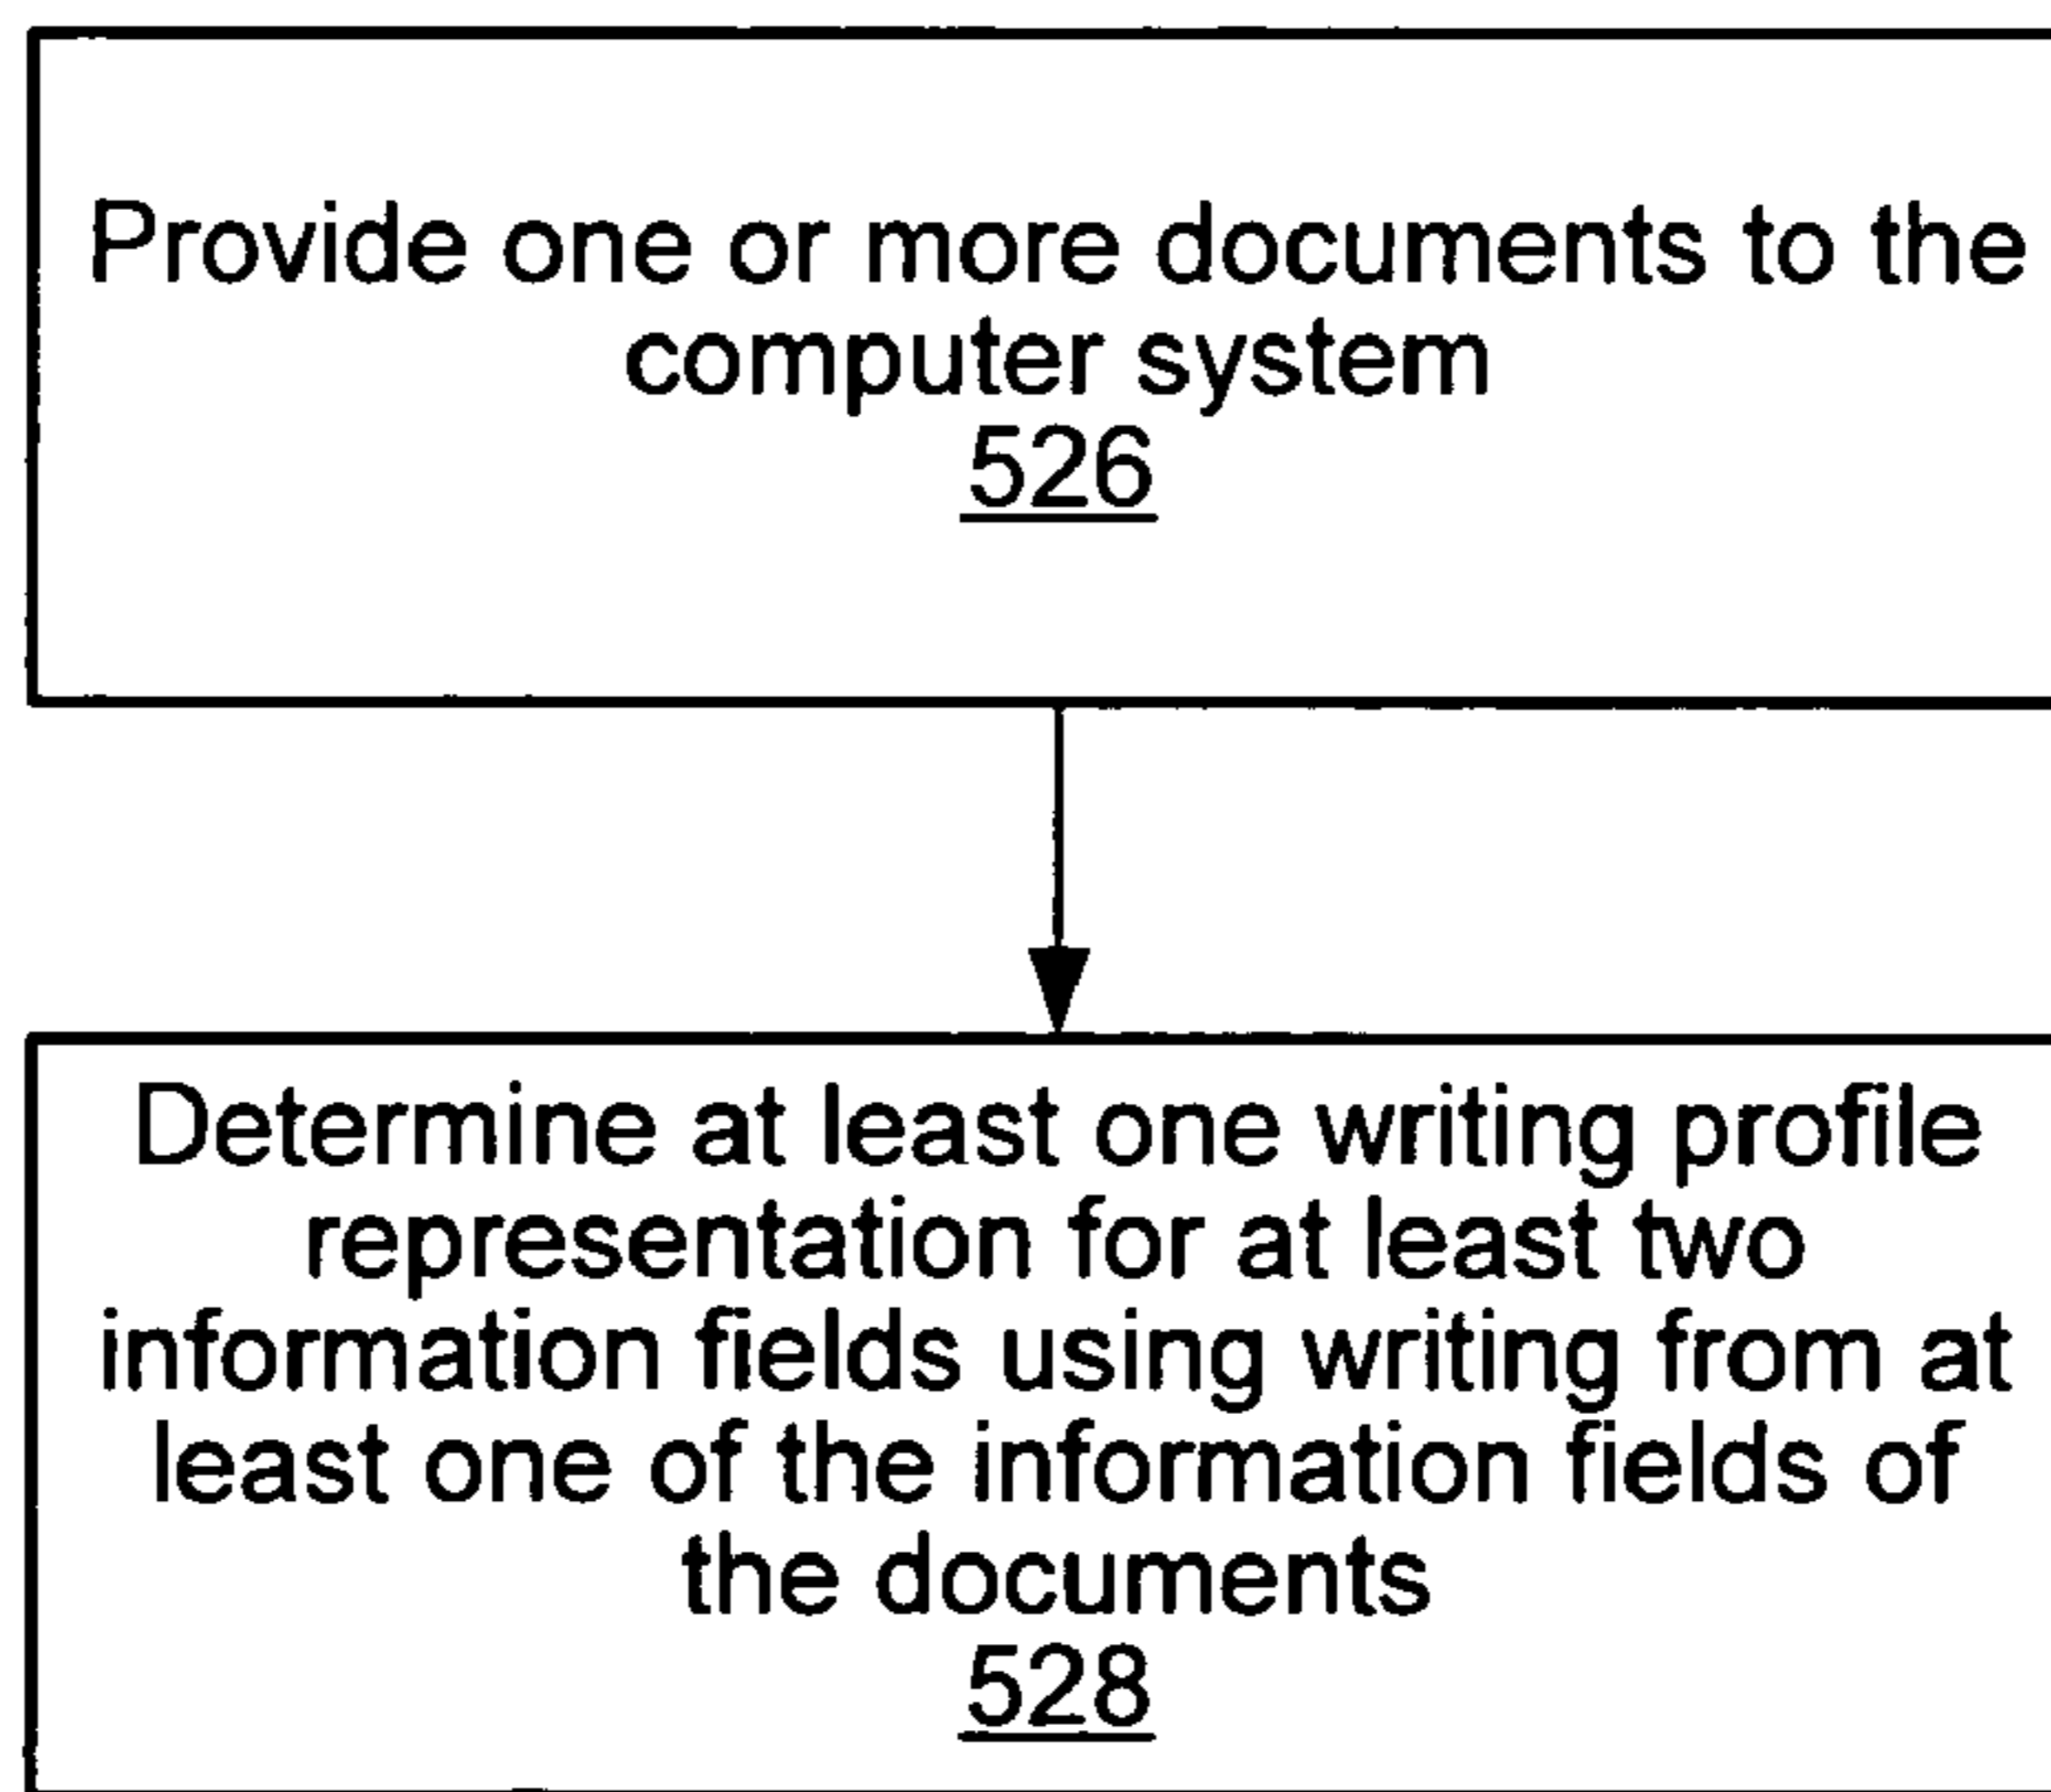 Provide one or more documents to the
computer system
526
Determine at least one writing profile
representation for at least two
information fields using writing from at
least one of the information fields of
the documents
528